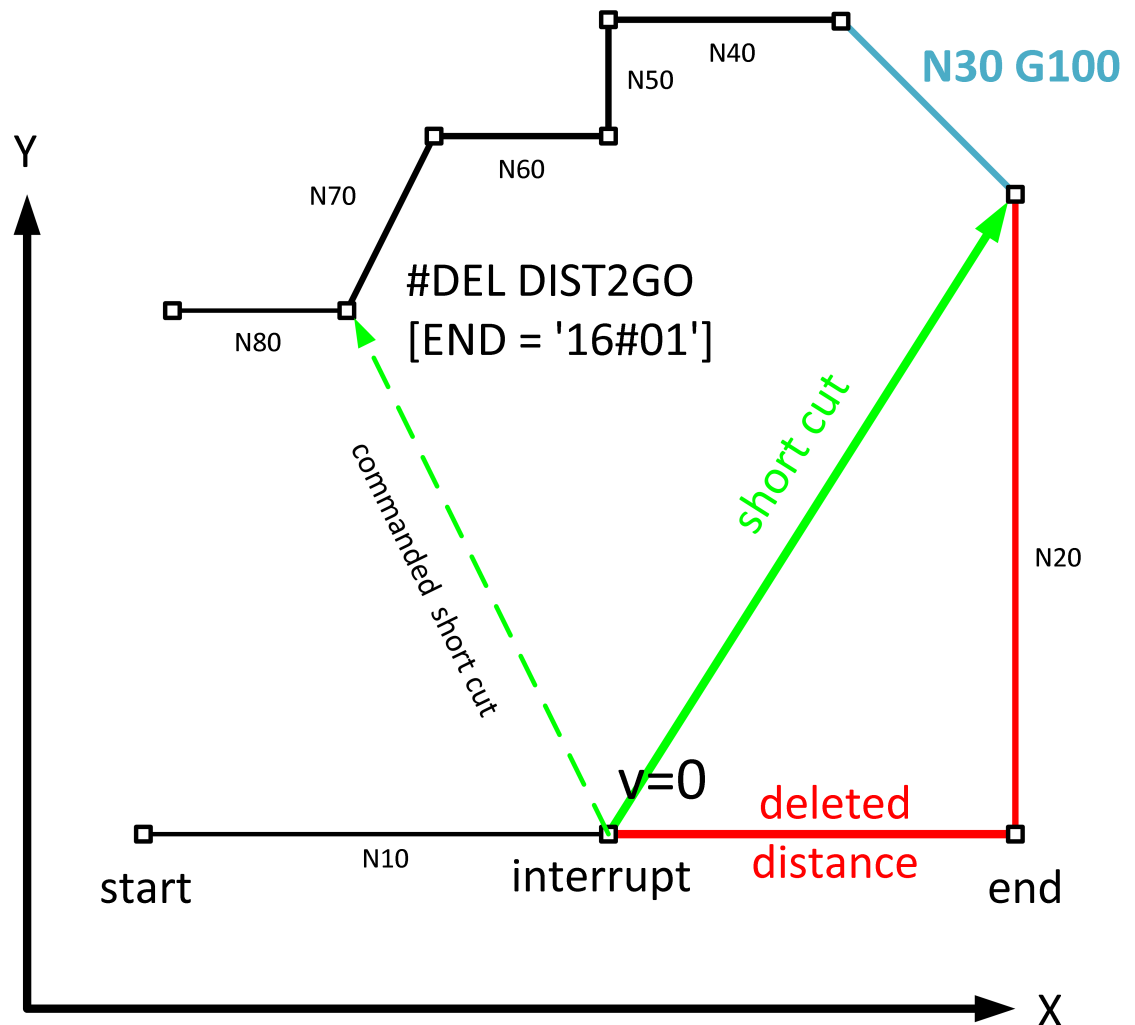 N40
N30 G100
N50
Y
N60
N70
#DEL DIST2GO
[END = '16#01']
N80
short cut
commanded short cut
N20
v=0
deleted
distance
N10
interrupt
start
end
X